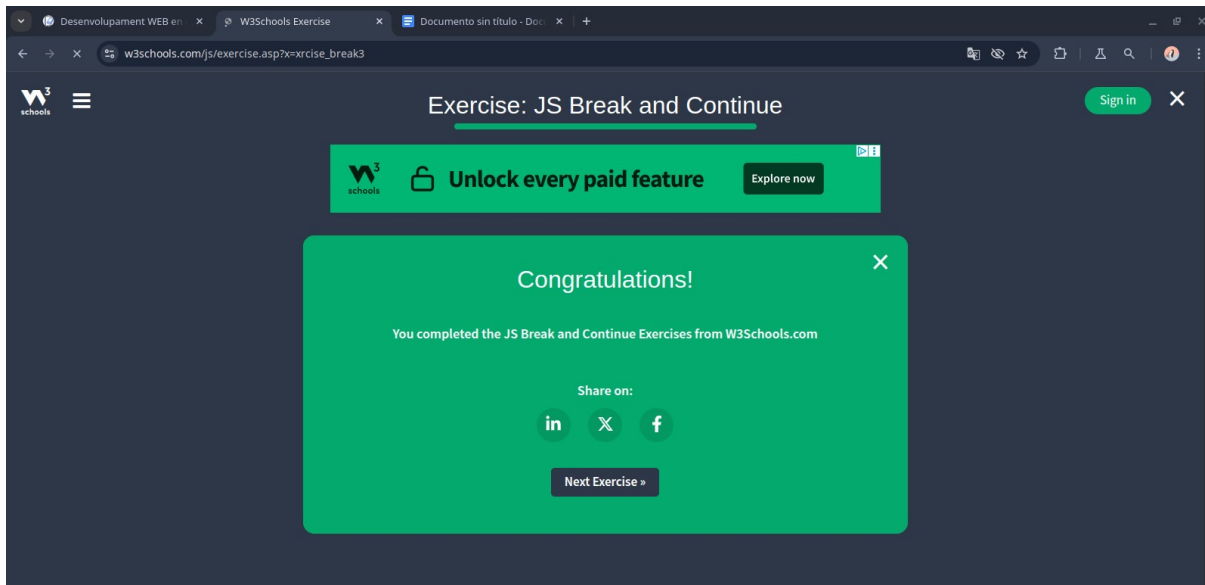 Desenvolupament WEB en
W3Schools Exercise
Documento sin título - Doc
w3schools.com/js/exercise.asp?x=xrcise_break3
W3 schools
Exercise: JS Break and Continue
Sign in
W3 schools
Unlock every paid feature
Explore now
Congratulations!
You completed the JS Break and Continue Exercises from W3Schools.com
Share on:
in X f
Next Exercise »